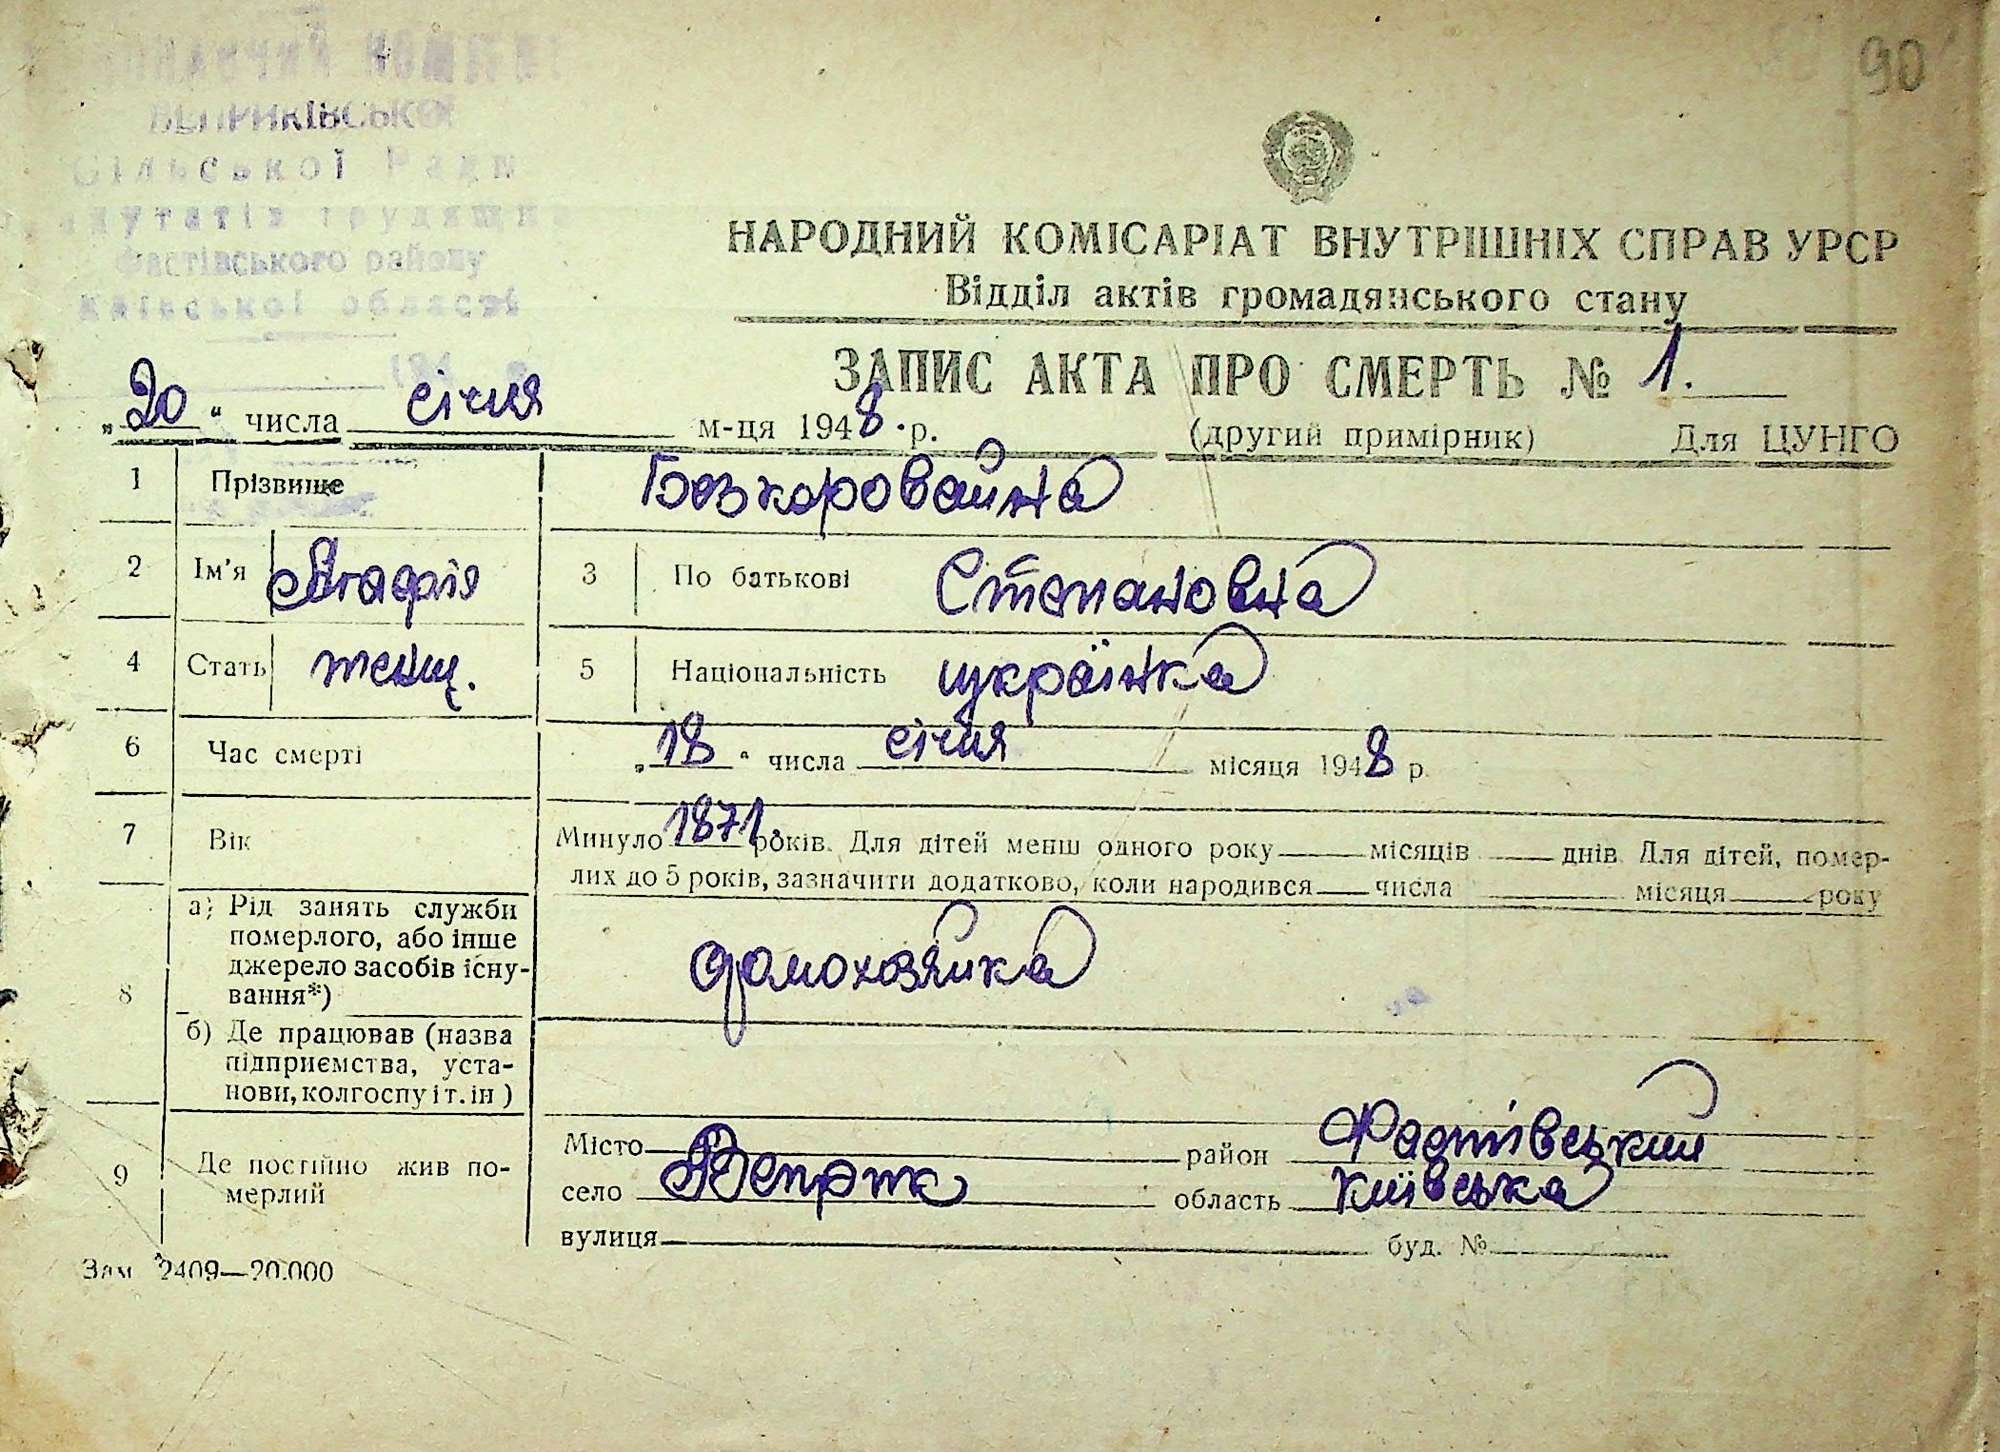 90
ВЕПРИКІВСЬКОЇ
Сільської Ради
депутатів трудящих
Фастівського району
Київської області
НАРОДНИЙ КОМІСАРІАТ ВНУТРІШНІХ СПРАВ УРСР
Відділ актів громадянського стану
ЗАПИС АКТА ПРО СМЕРТЬ № 1.
„20“ числа січня м-ця 1948 р. (другий примірник) Для ЦУНГО
1 Прізвище Безкоровайна
2 Ім’я Агафія 3 По батькові Степановна
4 Стать женщ. 5 Національність українка
6 Час смерті „18“ числа січня місяця 1948 р
7 Вік Минуло 1871 років. Для дітей менш одного року місяців днів. Для дітей, помер-
лих до 5 років, зазначити додатково, коли народився числа місяця року
8 а) Рід занять служби
померлого, або інше
джерело засобів існу-
вання*)
домохозяйка
б) Де працював (назва
підприємства, уста-
нови, колгоспу і т. ін )
9 Де постійно жив по-
мерлий
Місто район Фастівський
село Веприк область Київська
вулиця буд. №
Зам 2409—20.000